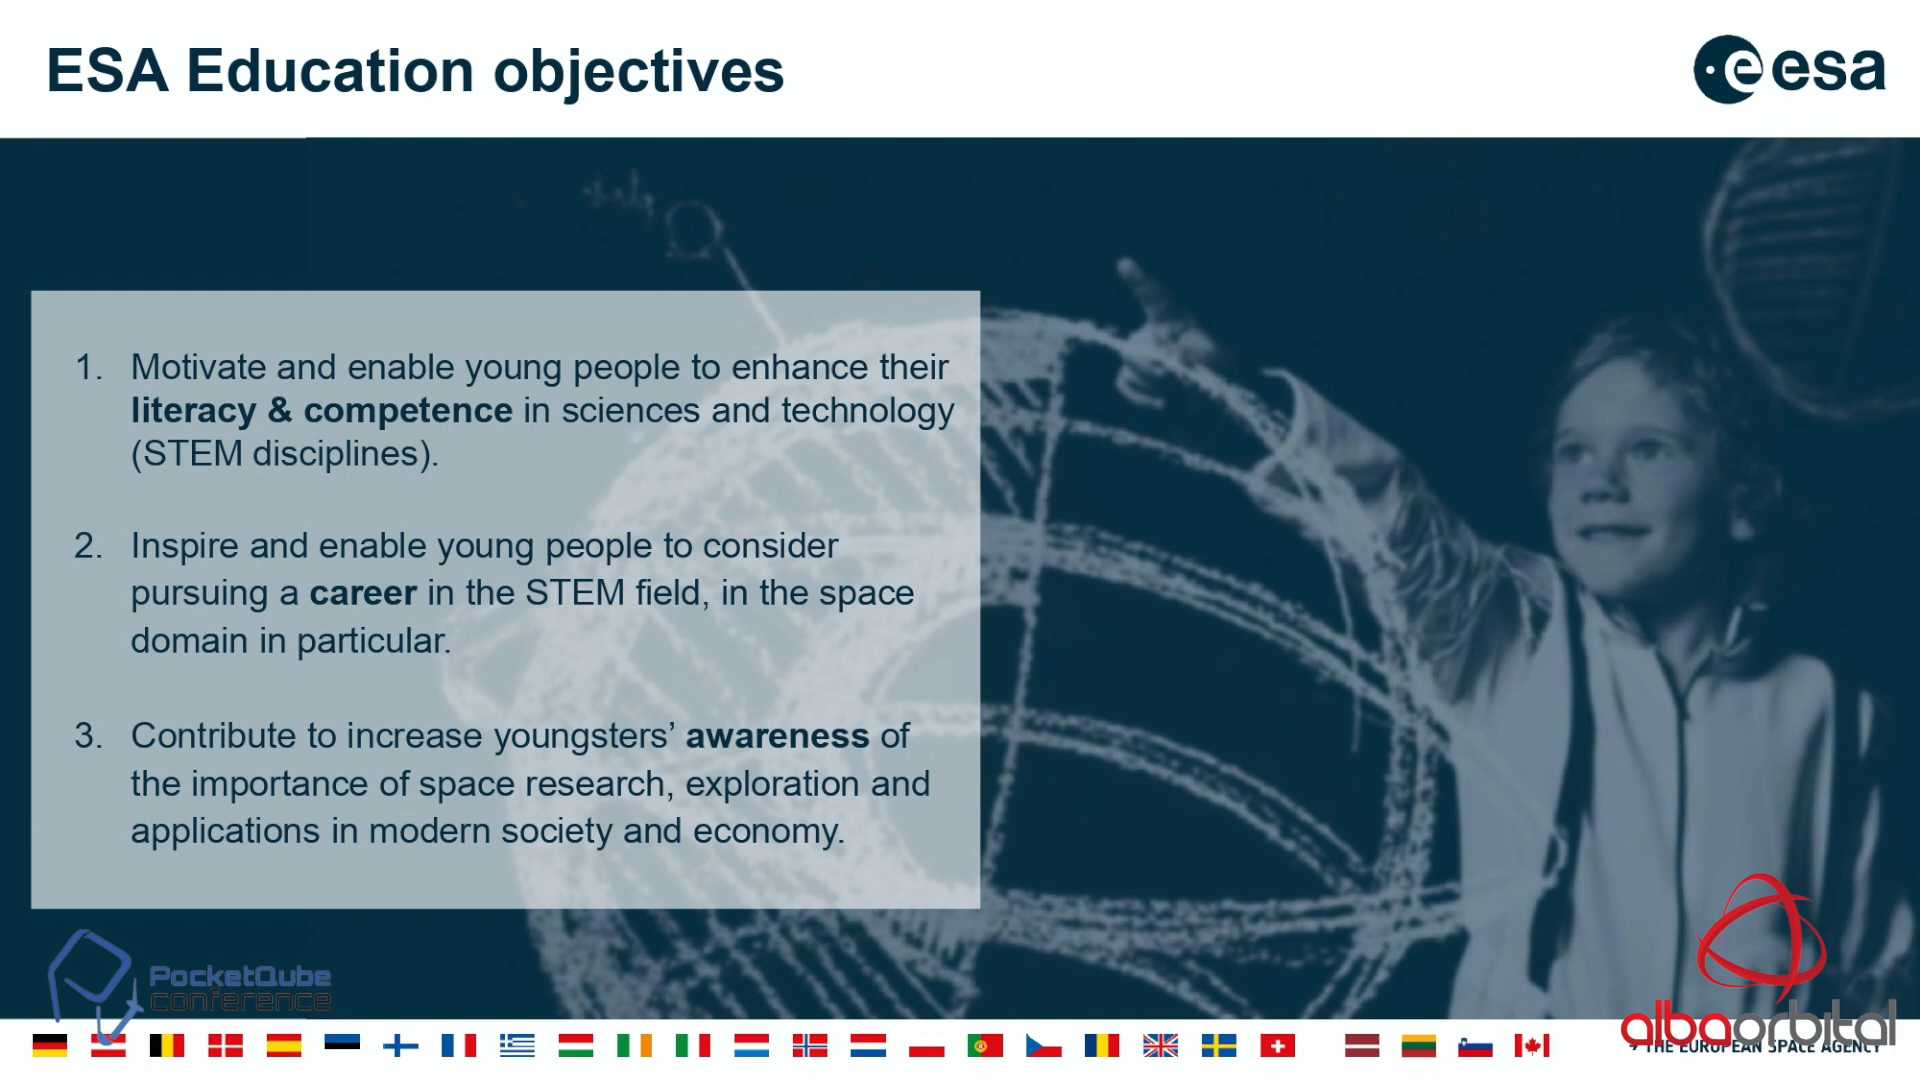 ESA Education objectives
esa
1. Motivate and enable young people to enhance their
literacy & competence in sciences and technology
(STEM disciplines).
2. Inspire and enable young people to consider
pursuing a career in the STEM field, in the space
domain in particular.
3. Contribute to increase youngsters’ awareness of
the importance of space research, exploration and
applications in modern society and economy.
PocketQube
conference
albaorbital
→ THE EUROPEAN SPACE AGENCY